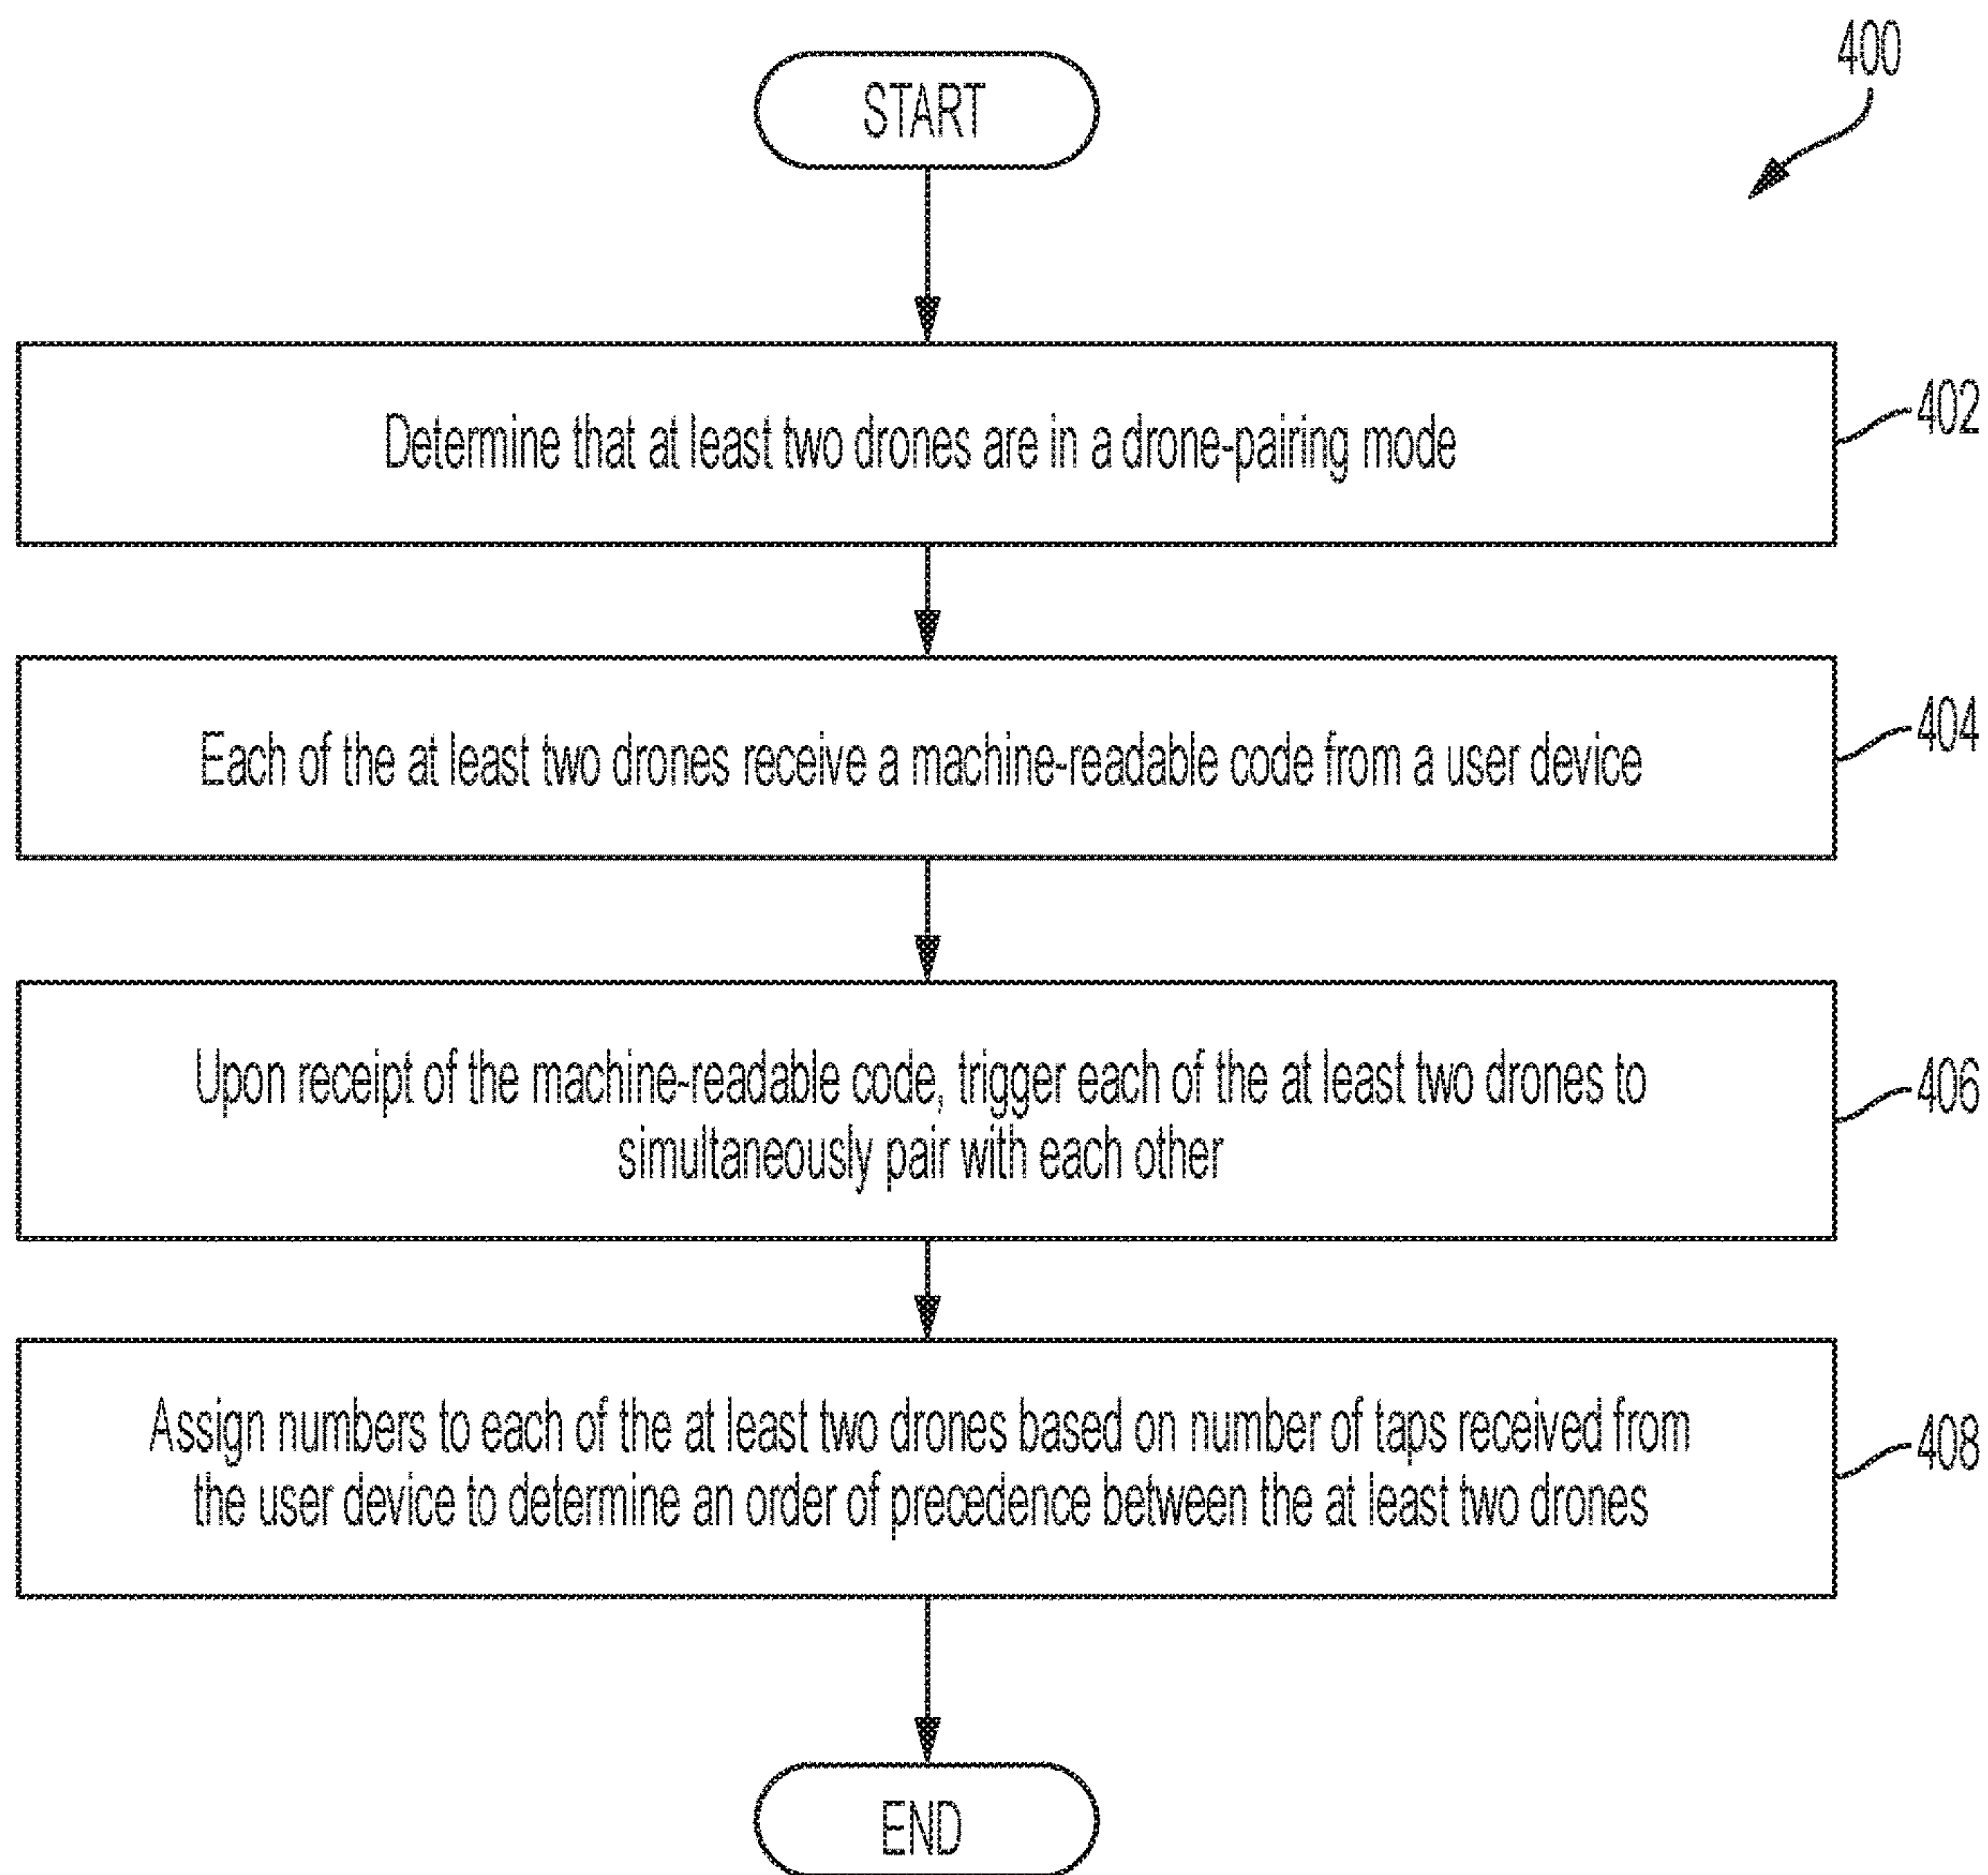 400
START
Determine that at least two drones are in a drone-pairing mode
402
Each of the at least two drones receive a machine-readable code from a user device
404
Upon receipt of the machine-readable code, trigger each of the at least two drones to
simultaneously pair with each other
406
Assign numbers to each of the at least two drones based on number of taps received from
the user device to determine an order of precedence between the at least two drones
408
END